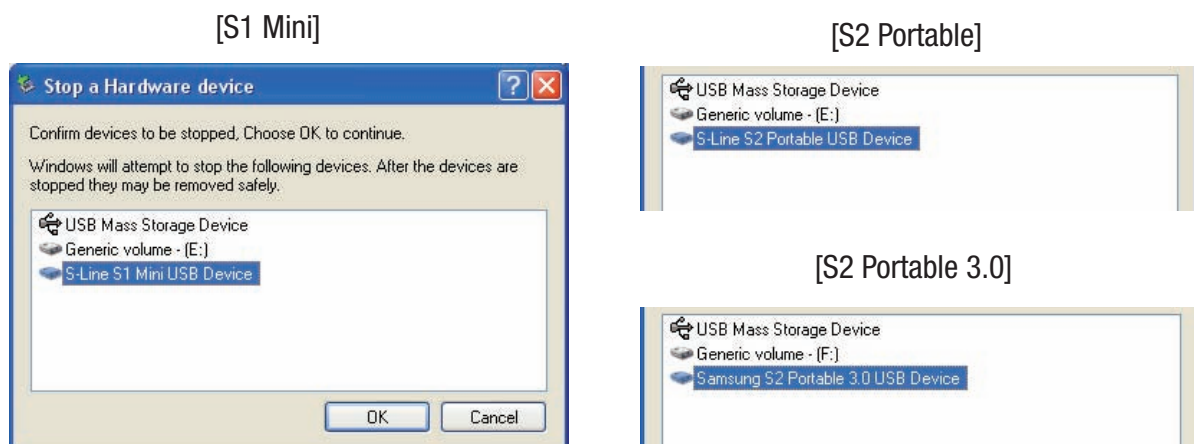 [S1 Mini]
Stop a Hardware device
Confirm devices to be stopped, Choose OK to continue.
Windows will attempt to stop the following devices. After the devices are
stopped they may be removed safely.
USB Mass Storage Device
Generic volume - (E:)
S-Line S1 Mini USB Device
OK
Cancel
[S2 Portable]
USB Mass Storage Device
Generic volume - (E:)
S-Line S2 Portable USB Device
[S2 Portable 3.0]
USB Mass Storage Device
Generic volume - (F:)
Samsung S2 Portable 3.0 USB Device